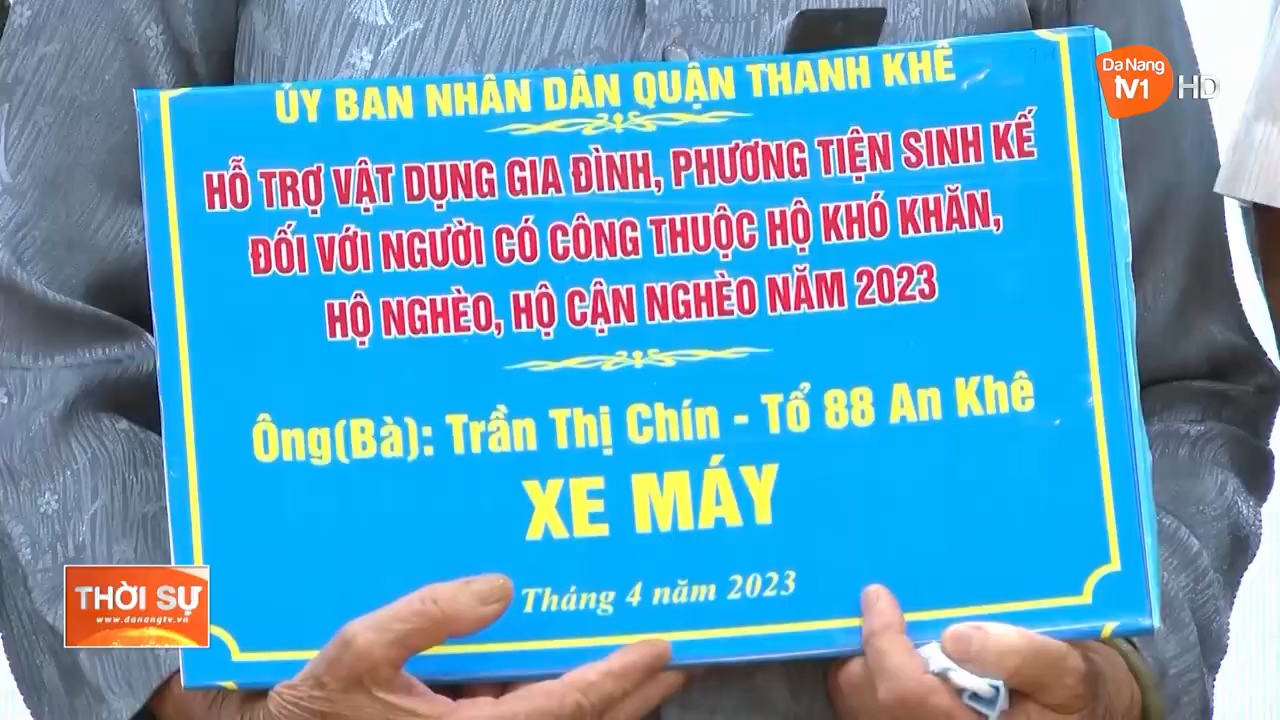 ỦY BAN NHÂN DÂN QUẬN THANH KHÊ
HỖ TRỢ VẬT DỤNG GIA ĐÌNH, PHƯƠNG TIỆN SINH KẾ
ĐỐI VỚI NGƯỜI CÓ CÔNG THUỘC HỘ KHÓ KHĂN,
HỘ NGHÈO, HỘ CẬN NGHÈO NĂM 2023
Ông(Bà): Trần Thị Chín - Tổ 88 An Khê
XE MÁY
Tháng 4 năm 2023
Da Nang
tv1 HD
THỜI SỰ
www.danangtv.vn